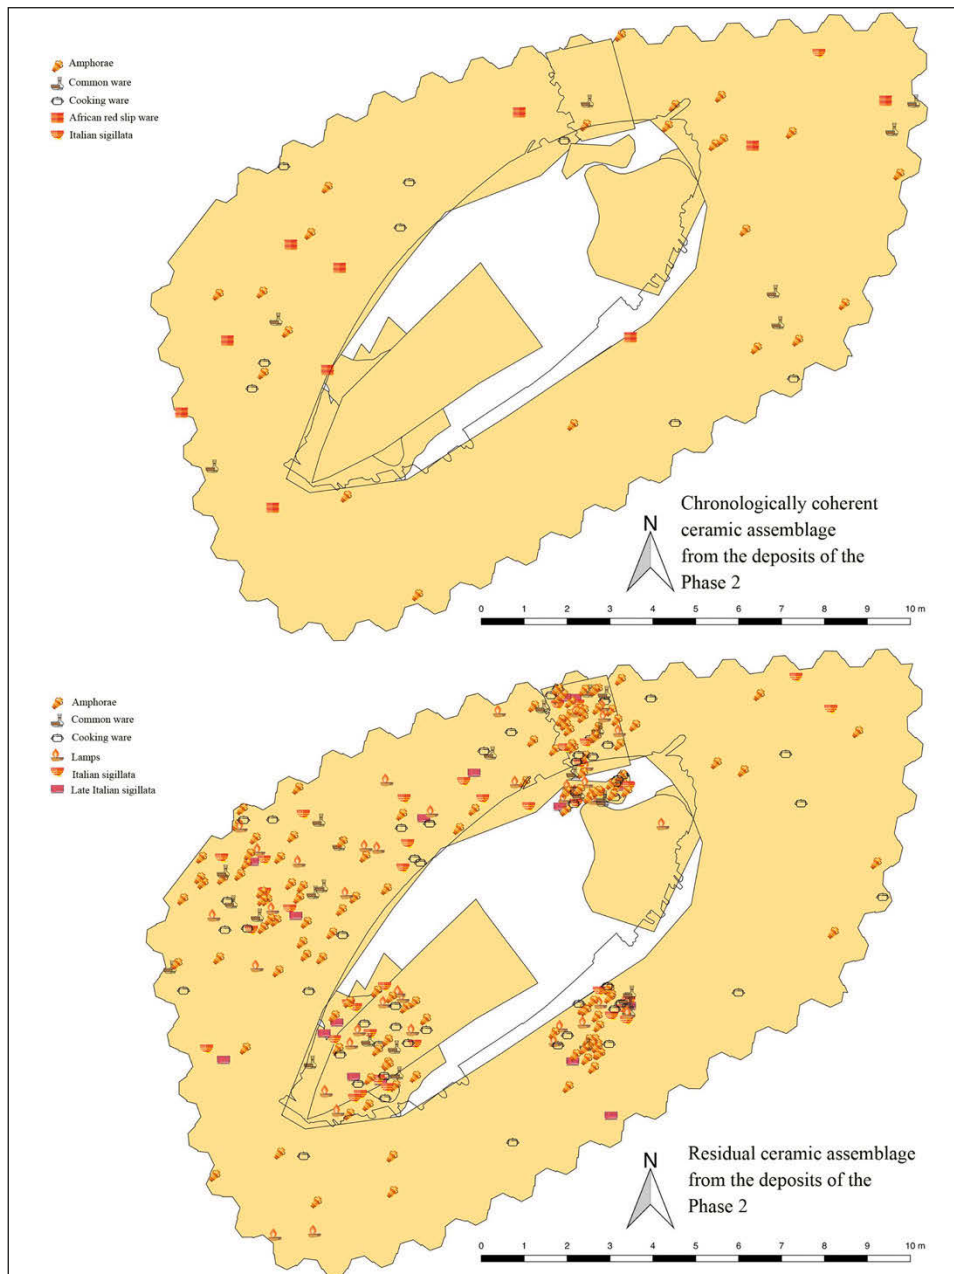 Amphorae
Common ware
Cooking ware
African red slip ware
Italian sigillata
N
Chronologically coherent
ceramic assemblage
from the deposits of the
Phase 2
0 1 2 3 4 5 6 7 8 9 10 m
Amphorae
Common ware
Cooking ware
Lamps
Italian sigillata
Late Italian sigillata
N
Residual ceramic assemblage
from the deposits of the
Phase 2
0 1 2 3 4 5 6 7 8 9 10 m